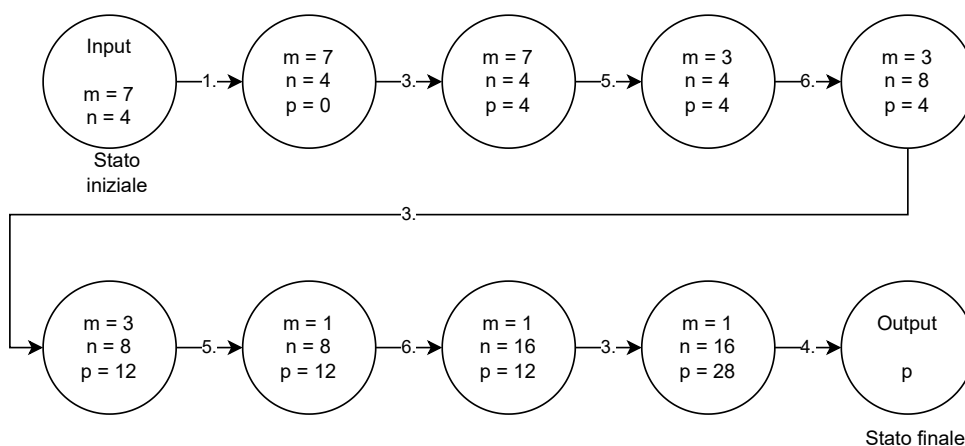 Input
m = 7
n = 4
Stato
iniziale
1.
m = 7
n = 4
p = 0
3.
m = 7
n = 4
p = 4
5.
m = 3
n = 4
p = 4
6.
m = 3
n = 8
p = 4
3.
m = 3
n = 8
p = 12
5.
m = 1
n = 8
p = 12
6.
m = 1
n = 16
p = 12
3.
m = 1
n = 16
p = 28
4.
Output
p
Stato finale